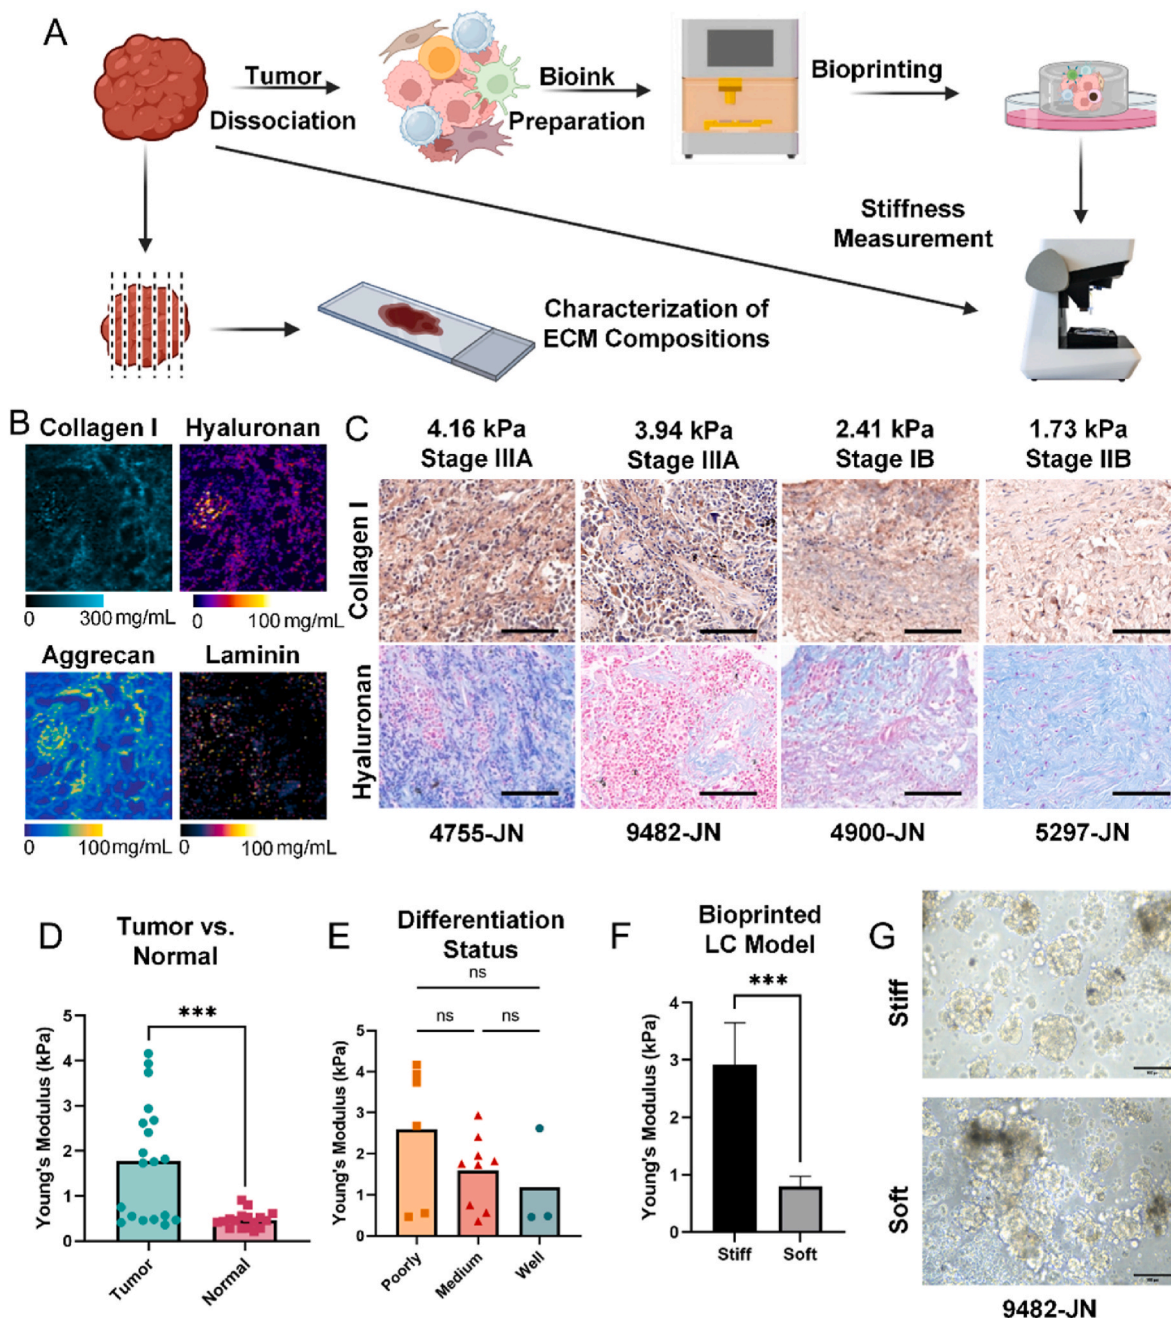 A
Tumor
Dissociation
Bioink
Preparation
Bioprinting
Stiffness
Measurement
Characterization of
ECM Compositions
B
Collagen I
Hyaluronan
0
300 mg/mL
0
100 mg/mL
Aggrecan
Laminin
0
100 mg/mL
0
100 mg/mL
C
4.16 kPa
Stage IIIA
3.94 kPa
Stage IIIA
2.41 kPa
Stage IB
1.73 kPa
Stage IIB
Collagen I
Hyaluronan
4755-JN
9482-JN
4900-JN
5297-JN
D
Tumor vs.
Normal
***
Young's Modulus (kPa)
5
4
3
2
1
0
Tumor
Normal
E
Differentiation
Status
ns
ns
ns
Young's Modulus (kPa)
5
4
3
2
1
0
Poorly
Medium
Well
F
Bioprinted
LC Model
***
Young's Modulus (kPa)
4
3
2
1
0
Stiff
Soft
G
Stiff
Soft
9482-JN